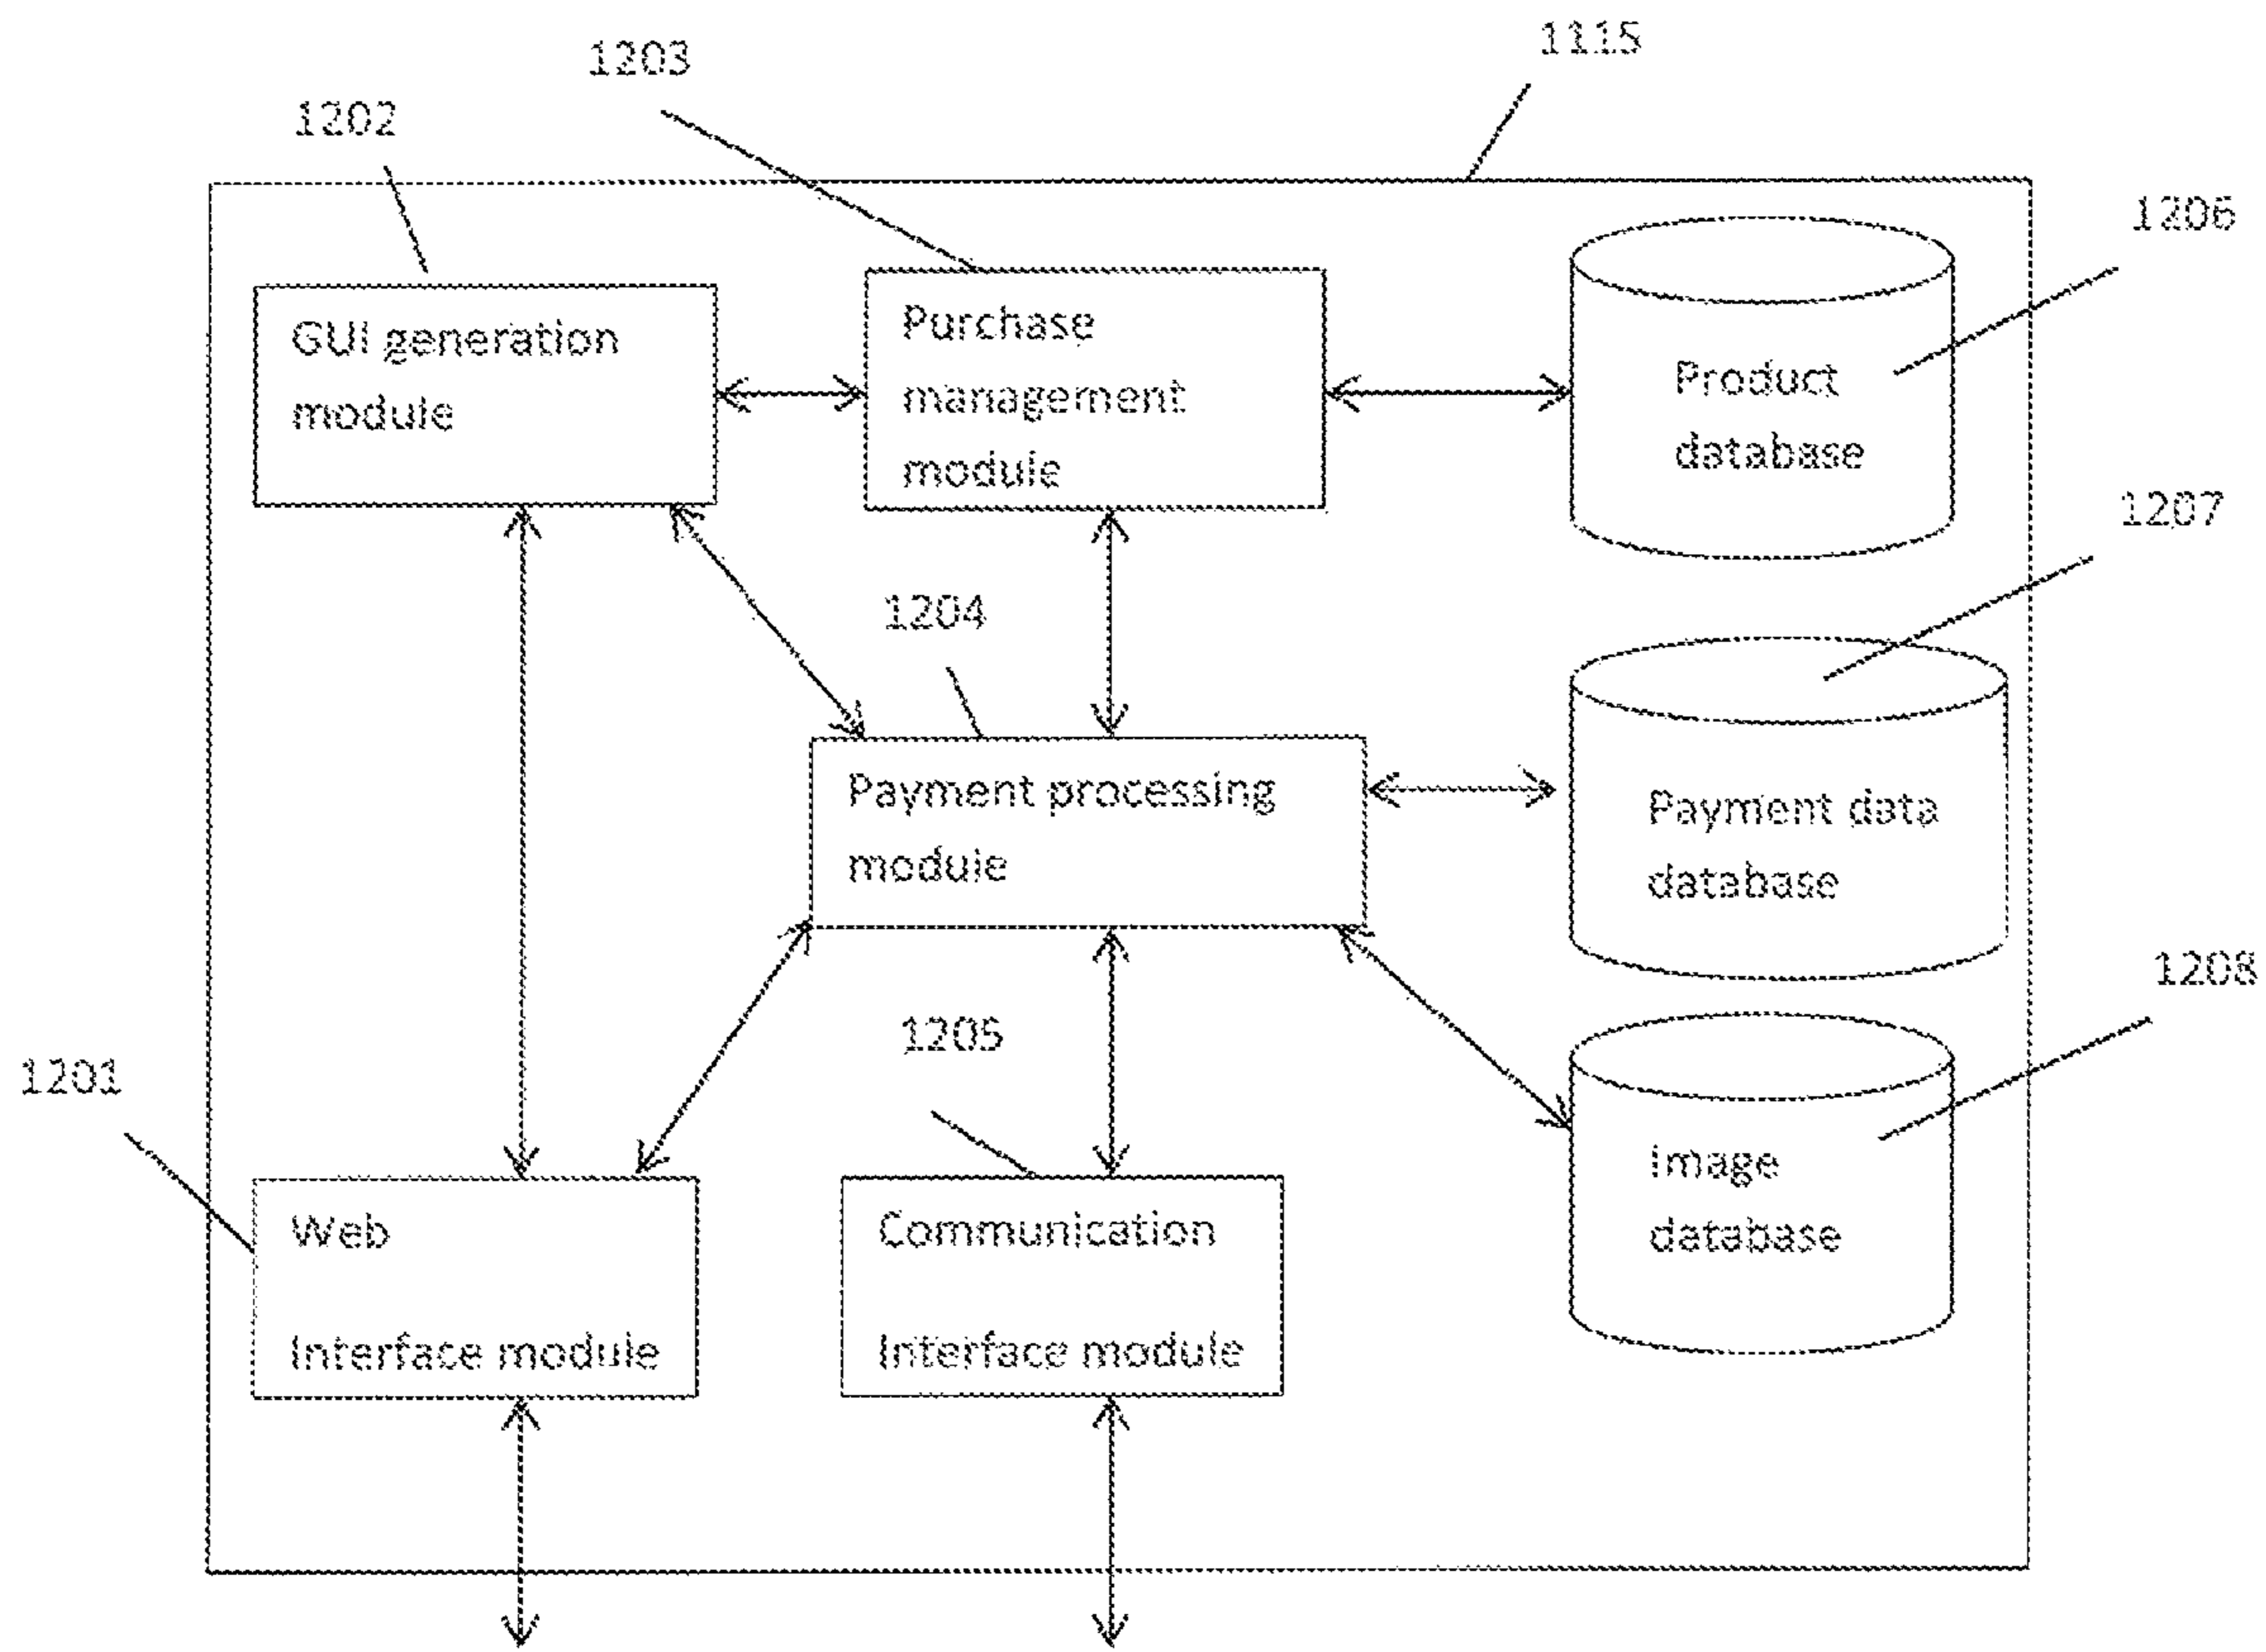 1115
1203
1202
1206
GUI generation
module
Purchase
management
module
Product
database
1207
1204
Payment processing
module
Payment data
database
1208
1205
1201
Image
database
Web
Interface module
Communication
Interface module